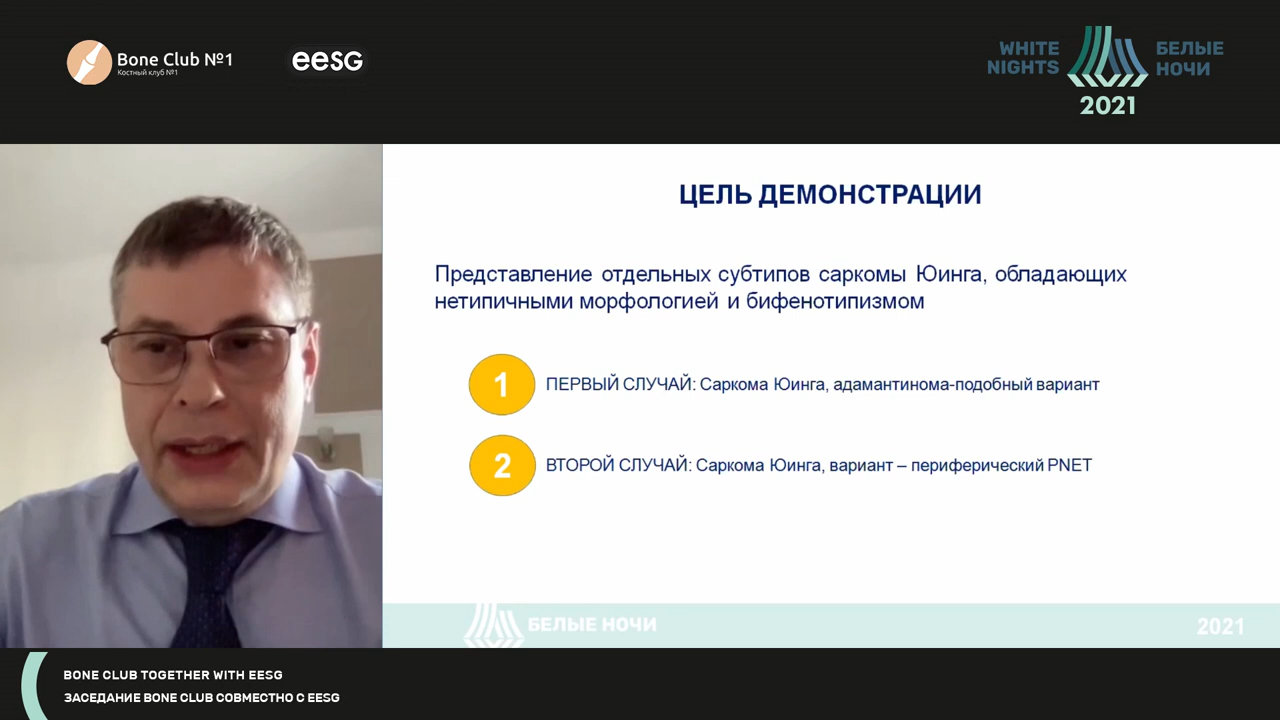 Bone Club №1
Костный клуб №1
eesg
WHITE
NIGHTS
БЕЛЫЕ
НОЧИ
2021
ЦЕЛЬ ДЕМОНСТРАЦИИ
Представление отдельных субтипов саркомы Юинга, обладающих
нетипичными морфологией и бифенотипизмом
1
ПЕРВЫЙ СЛУЧАЙ: Саркома Юинга, адамантинома-подобный вариант
2
ВТОРОЙ СЛУЧАЙ: Саркома Юинга, вариант – периферический PNET
БЕЛЫЕ НОЧИ
2021
BONE CLUB TOGETHER WITH EESG
ЗАСЕДАНИЕ BONE CLUB СОВМЕСТНО С EESG